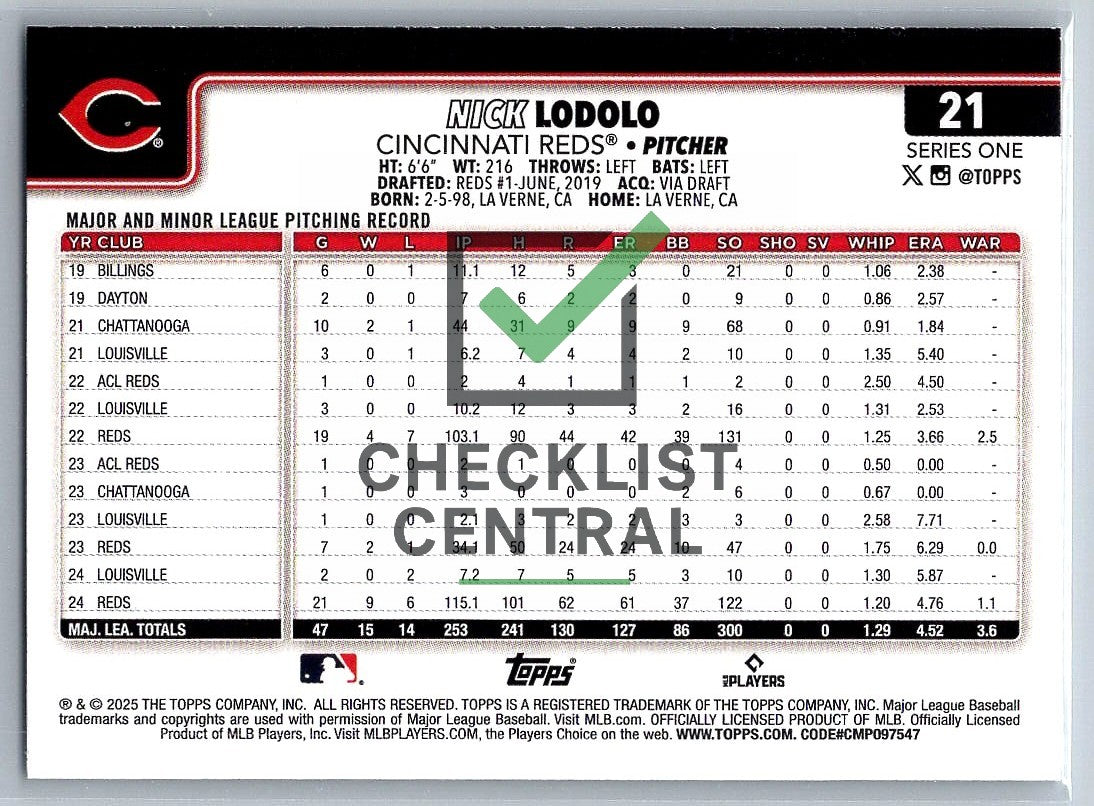 C®
NICK LODOLO
21
CINCINNATI REDS® • PITCHER
SERIES ONE
HT: 6'6" WT: 216 THROWS: LEFT BATS: LEFT
X @TOPPS
DRAFTED: REDS #1-JUNE, 2019 ACQ: VIA DRAFT
BORN: 2-5-98, LA VERNE, CA HOME: LA VERNE, CA
MAJOR AND MINOR LEAGUE PITCHING RECORD
YR CLUB G W L IP H R ER BB SO SHO SV WHIP ERA WAR
19 BILLINGS 6 0 1 11.1 12 5 3 0 21 0 0 1.06 2.38 -
19 DAYTON 2 0 0 7 6 2 2 0 9 0 0 0.86 2.57 -
21 CHATTANOOGA 10 2 1 44 31 9 9 9 68 0 0 0.91 1.84 -
21 LOUISVILLE 3 0 1 6.2 7 4 4 2 10 0 0 1.35 5.40 -
22 ACL REDS 1 0 0 2 4 1 1 1 2 0 0 2.50 4.50 -
22 LOUISVILLE 3 0 0 10.2 12 3 3 2 16 0 0 1.31 2.53 -
22 REDS 19 4 7 103.1 90 44 42 39 131 0 0 1.25 3.66 2.5
23 ACL REDS 1 0 0 2 1 0 0 0 4 0 0 0.50 0.00 -
23 CHATTANOOGA 1 0 0 3 0 0 0 2 6 0 0 0.67 0.00 -
23 LOUISVILLE 1 0 0 2.1 3 2 2 3 3 0 0 2.58 7.71 -
23 REDS 7 2 1 34.1 50 24 24 10 47 0 0 1.75 6.29 0.0
24 LOUISVILLE 2 0 2 7.2 7 5 5 3 10 0 0 1.30 5.87 -
24 REDS 21 9 6 115.1 101 62 61 37 122 0 0 1.20 4.76 1.1
MAJ. LEA. TOTALS 47 15 14 253 241 130 127 86 300 0 0 1.29 4.52 3.6
CHECKLIST
CENTRAL
Topps® MLBPLAYERS
® & © 2025 THE TOPPS COMPANY, INC. ALL RIGHTS RESERVED. TOPPS IS A REGISTERED TRADEMARK OF THE TOPPS COMPANY, INC. Major League Baseball
trademarks and copyrights are used with permission of Major League Baseball. Visit MLB.com. OFFICIALLY LICENSED PRODUCT OF MLB. Officially Licensed
Product of MLB Players, Inc. Visit MLBPLAYERS.COM, the Players Choice on the web. WWW.TOPPS.COM. CODE#CMP097547